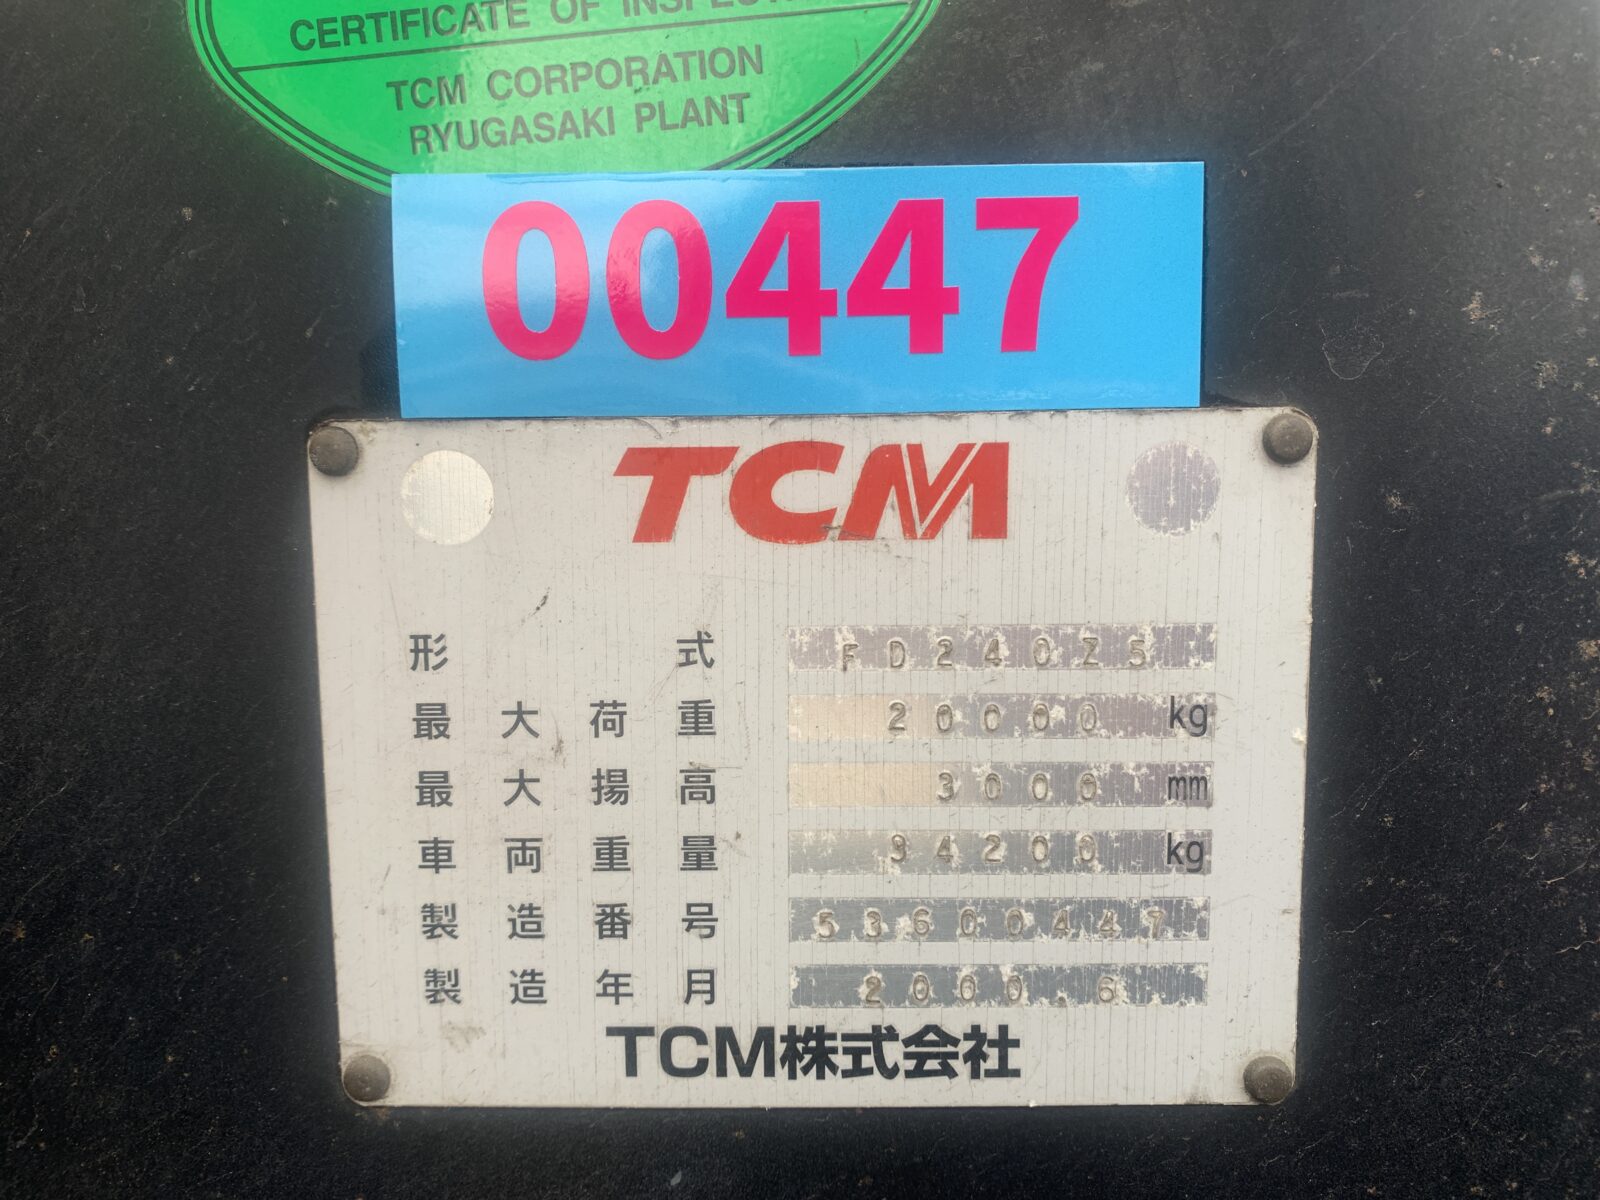 CERTIFICATE OF
TCM CORPORATION
RYUGASAKI PLANT
00447
TCM
形式 FD240Z5
最大荷重 20000 kg
最大揚高 3000 mm
車両重量 34200 kg
製造番号 53600447
製造年月 2000.6
TCM株式会社